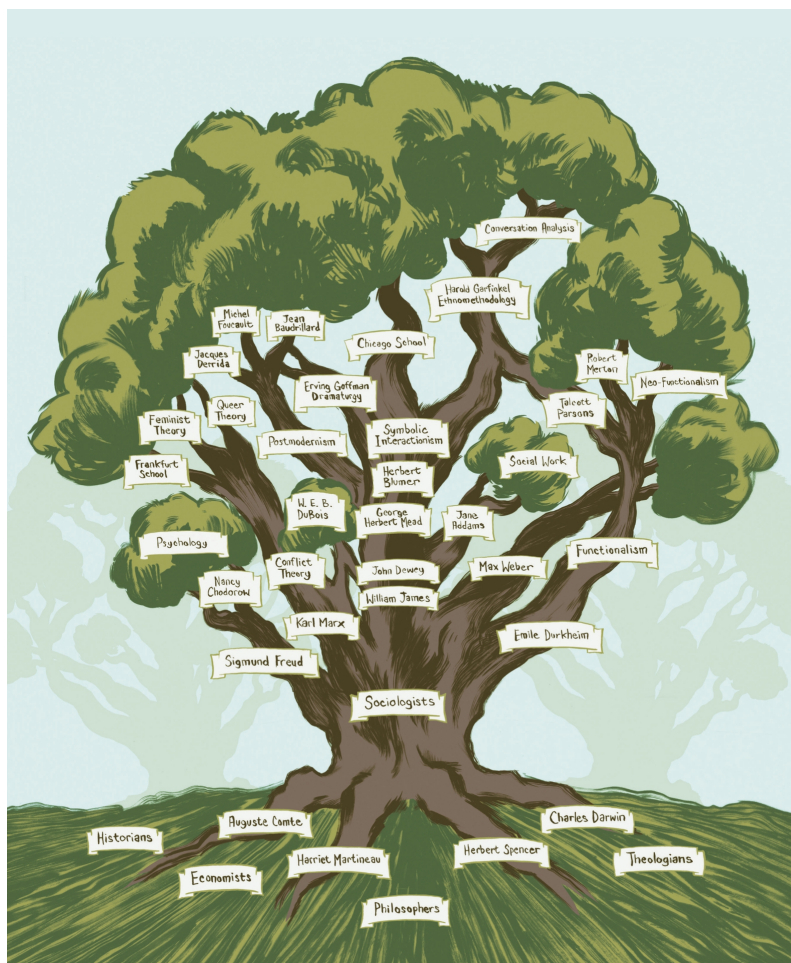 Conversation Analysis
Harold Garfinkel
Ethnomethodology
Michel
Foucault
Jean
Baudrillard
Chicago School
Jacques
Derrida
Robert
Merton
Neo-Functionalism
Erving Goffman
Dramaturgy
Talcott
Parsons
Queer
Theory
Feminist
Theory
Postmodernism
Symbolic
Interactionism
Frankfurt
School
Social Work
Herbert
Blumer
W. E. B.
DuBois
George
Herbert Mead
Jane
Addams
Psychology
Functionalism
Conflict
Theory
John Dewey
Max Weber
Nancy
Chodorow
William James
Karl Marx
Emile Durkheim
Sigmund Freud
Sociologists
Auguste Comte
Charles Darwin
Historians
Harriet Martineau
Herbert Spencer
Theologians
Economists
Philosophers